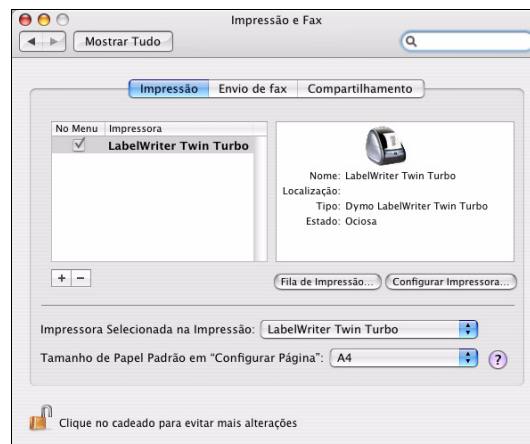 Impressão e Fax
Mostrar Tudo
Impressão Envio de fax Compartilhamento
No Menu Impressora
LabelWriter Twin Turbo
Nome: LabelWriter Twin Turbo
Localização:
Tipo: Dymo LabelWriter Twin Turbo
Estado: Ociosa
+ −
Fila de Impressão... Configurar Impressora...
Impressora Selecionada na Impressão: LabelWriter Twin Turbo
Tamanho de Papel Padrão em “Configurar Página”: A4 ?
Clique no cadeado para evitar mais alterações